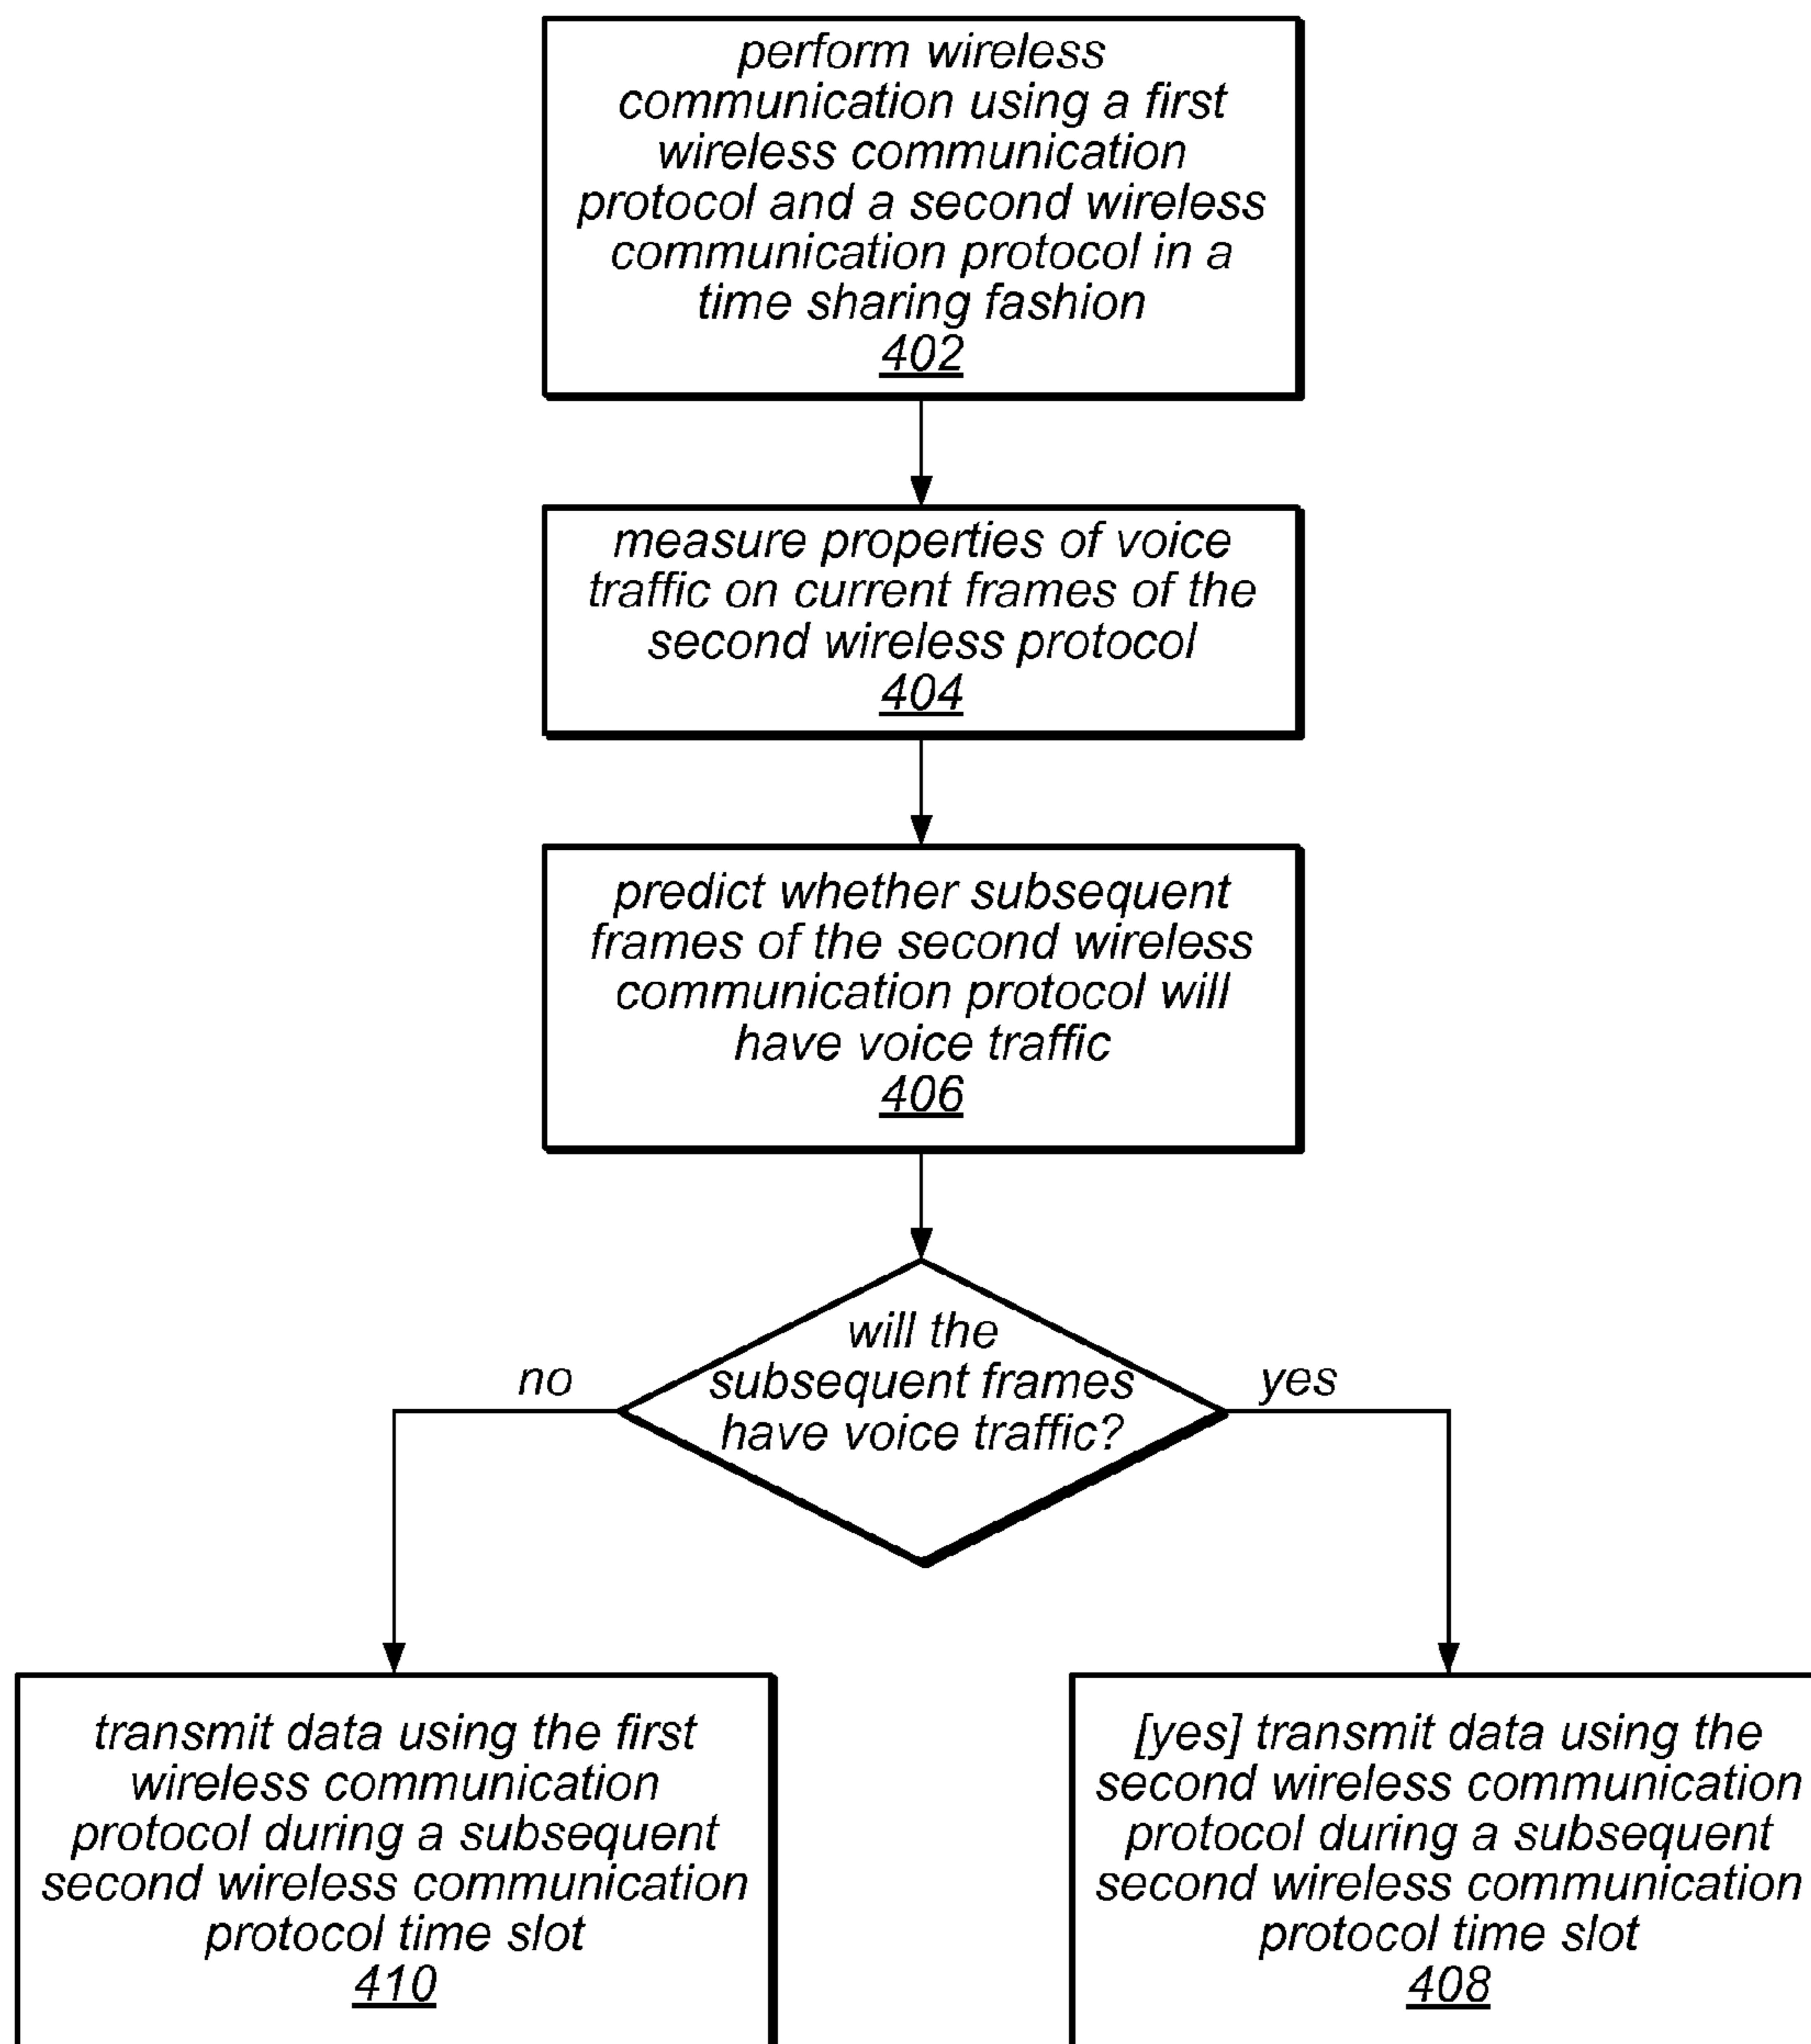 perform wireless
communication using a first
wireless communication
protocol and a second wireless
communication protocol in a
time sharing fashion
402
measure properties of voice
traffic on current frames of the
second wireless protocol
404
predict whether subsequent
frames of the second wireless
communication protocol will
have voice traffic
406
will the
subsequent frames
have voice traffic?
no
yes
transmit data using the first
wireless communication
protocol during a subsequent
second wireless communication
protocol time slot
410
[yes] transmit data using the
second wireless communication
protocol during a subsequent
second wireless communication
protocol time slot
408